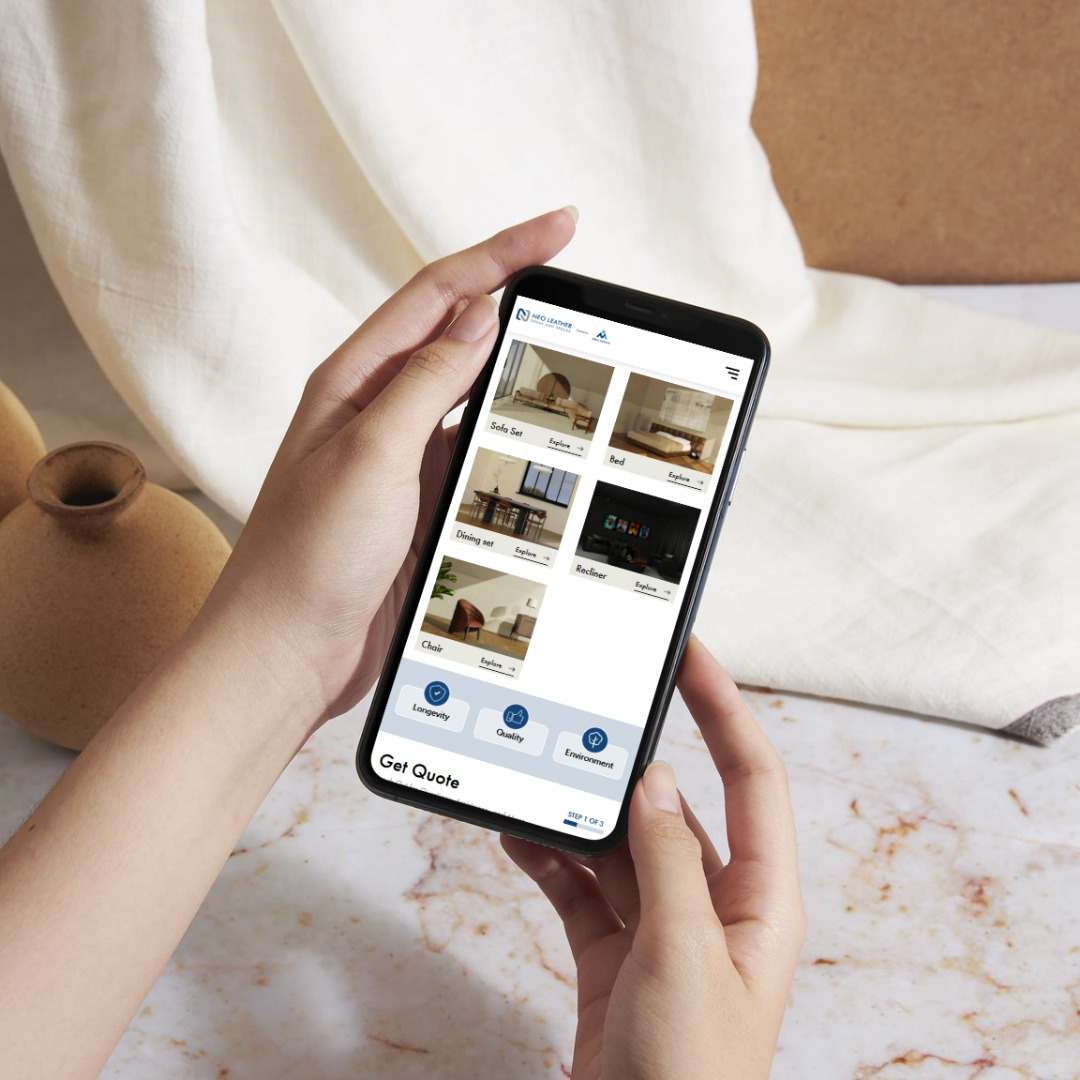 NEO LEATHER
Sofa Set
Explore →
Bed
Explore →
Dining set
Explore →
Recliner
Explore →
Chair
Explore →
Longevity
Quality
Environment
Get Quote
STEP 1 OF 3